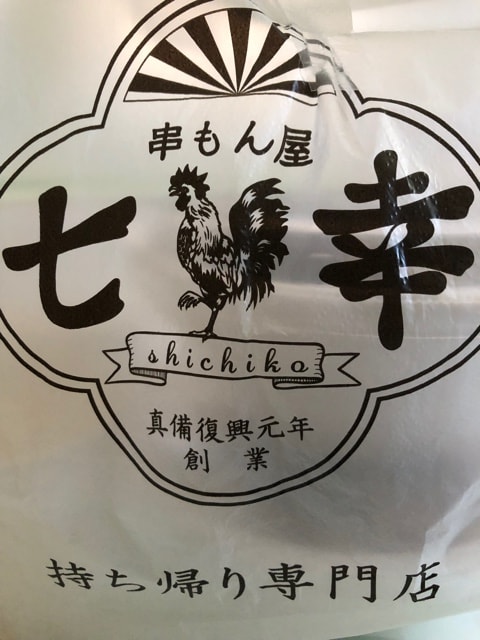 串もん屋
七幸
shichiko
真備復興元年
創業
持ち帰り専門店